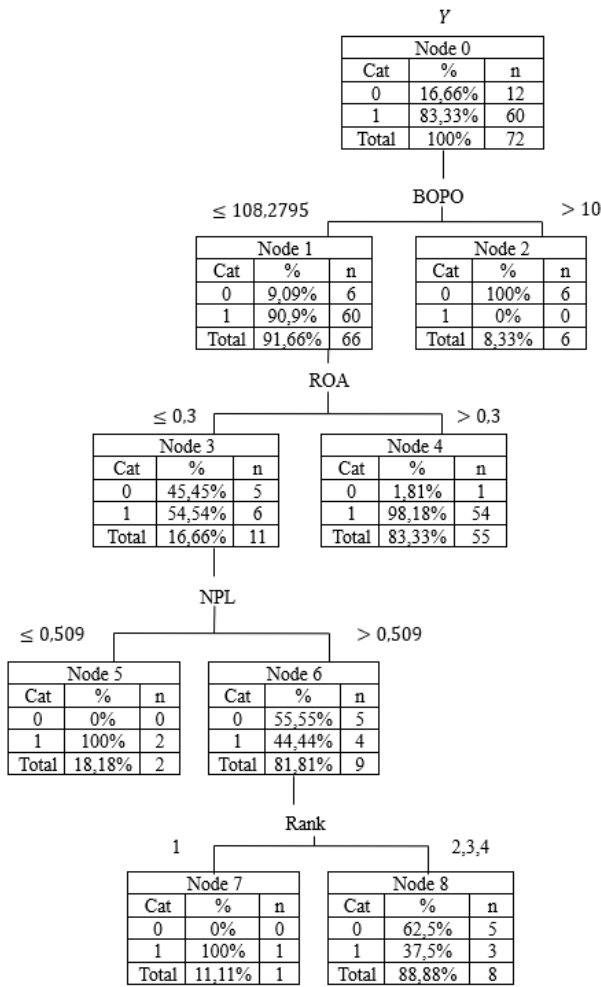 Y
Node 0
Cat % n
0 16,66% 12
1 83,33% 60
Total 100% 72
BOPO
≤ 108,2795 > 10
Node 1 Node 2
Cat % n Cat % n
0 9,09% 6 0 100% 6
1 90,9% 60 1 0% 0
Total 91,66% 66 Total 8,33% 6
ROA
≤ 0,3 > 0,3
Node 3 Node 4
Cat % n Cat % n
0 45,45% 5 0 1,81% 1
1 54,54% 6 1 98,18% 54
Total 16,66% 11 Total 83,33% 55
NPL
≤ 0,509 > 0,509
Node 5 Node 6
Cat % n Cat % n
0 0% 0 0 55,55% 5
1 100% 2 1 44,44% 4
Total 18,18% 2 Total 81,81% 9
Rank
1 2,3,4
Node 7 Node 8
Cat % n Cat % n
0 0% 0 0 62,5% 5
1 100% 1 1 37,5% 3
Total 11,11% 1 Total 88,88% 8